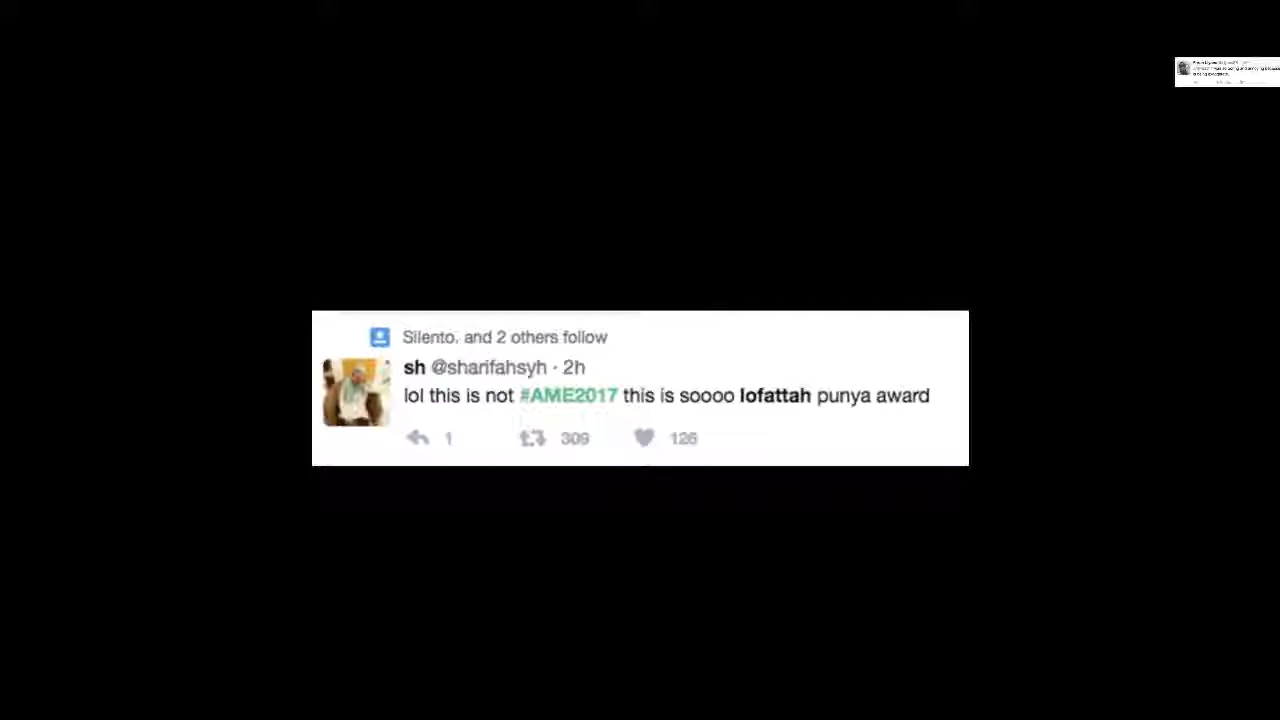 Silento. and 2 others follow
sh @sharifahsyh · 2h
lol this is not #AME2017 this is soooo lofattah punya award
1 309 126